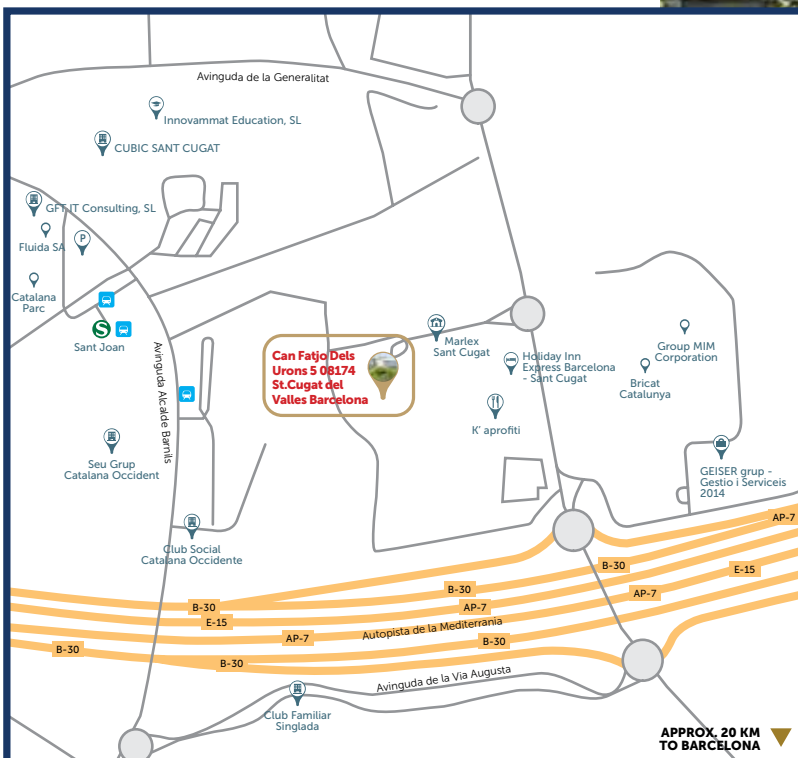 Avinguda de la Generalitat
Innovammat Education, SL
CUBIC SANT CUGAT
GFT IT Consulting, SL
P
Fluida SA
Catalana
Parc
S
Sant Joan
Avinguda Alcalde Barnils
Can Fatjo Dels
Urons 5 08174
St.Cugat del
Valles Barcelona
Marlex
Sant Cugat
Holiday Inn
Express Barcelona
- Sant Cugat
Group MIM
Corporation
Bricat
Catalunya
K' aprofiti
Seu Grup
Catalana Occident
GEISER grup -
Gestio i Serviceis
2014
Club Social
Catalana Occidente
AP-7
B-30
E-15
B-30
AP-7
B-30
AP-7
E-15
AP-7
Autopista de la Mediterrania
B-30
B-30
B-30
Avinguda de la Via Augusta
Club Familiar
Singlada
APPROX. 20 KM
TO BARCELONA